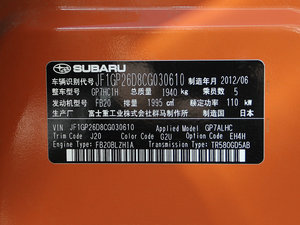 SUBARU
车辆识别代号 JF1GP26D8CG030610 制造年月 2012/06
整车型号 GP7HC1H 总质量 1940 kg 乘员数 5
发动机型号 FB20 排量 1995 cm³ 额定功率 110 kW
生产厂 富士重工业株式会社群马制作所 制造国 日本
VIN JF1GP26D8CG030610 Applied Model GP7ALHC
Trim Code J20 Color Code G2U Option Code EH4H
Engine Type FB20BLZH1A Transmission Type TR580GD5AB